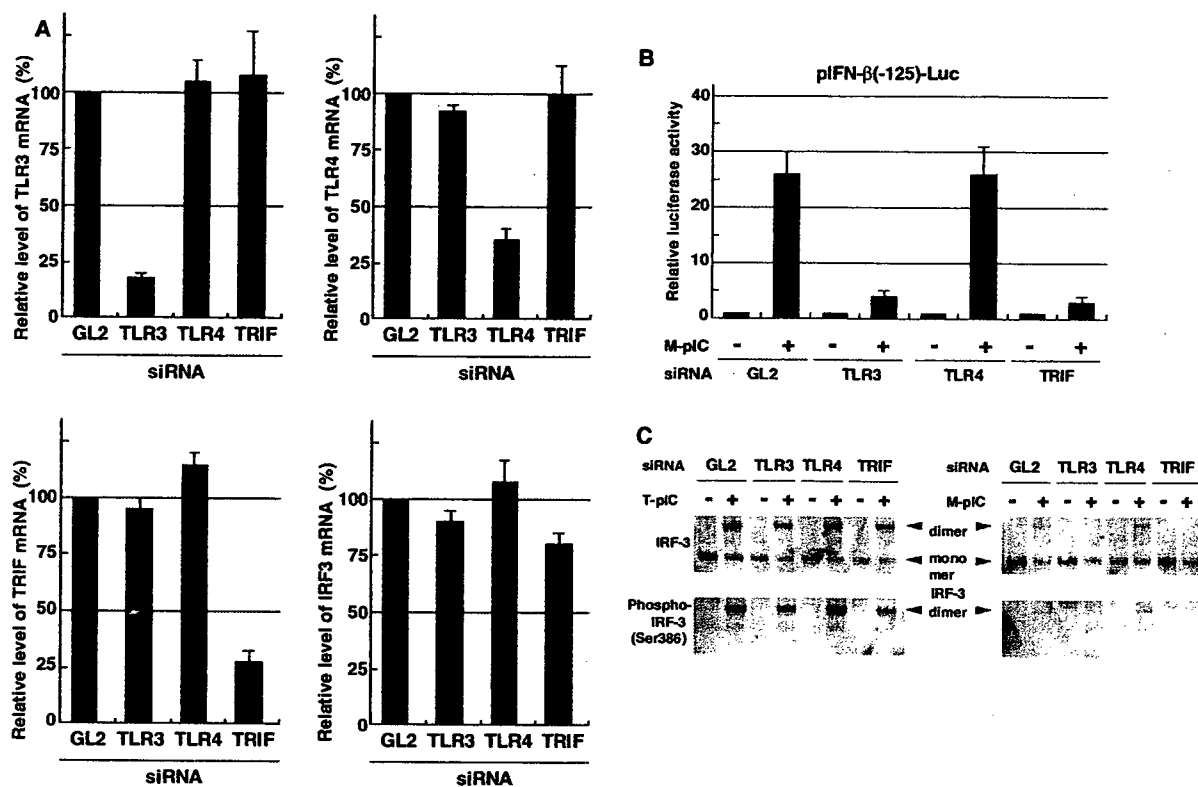 A
Relative level of TLR3 mRNA (%)
100
75
50
25
0
GL2 TLR3 TLR4 TRIF
siRNA
Relative level of TLR4 mRNA (%)
100
75
50
25
0
GL2 TLR3 TLR4 TRIF
siRNA
Relative level of TRIF mRNA (%)
100
75
50
25
0
GL2 TLR3 TLR4 TRIF
siRNA
Relative level of IRF3 mRNA (%)
100
75
50
25
0
GL2 TLR3 TLR4 TRIF
siRNA
B
pIFN-β(-125)-Luc
Relative luciferase activity
40
30
20
10
0
M-pIC - + - + - + - +
siRNA GL2 TLR3 TLR4 TRIF
C
siRNA GL2 TLR3 TLR4 TRIF
T-pIC - + - + - + - +
IRF-3
Phospho-
IRF-3
(Ser386)
dimer
mono
mer
IRF-3
dimer
siRNA GL2 TLR3 TLR4 TRIF
M-pIC - + - + - + - +